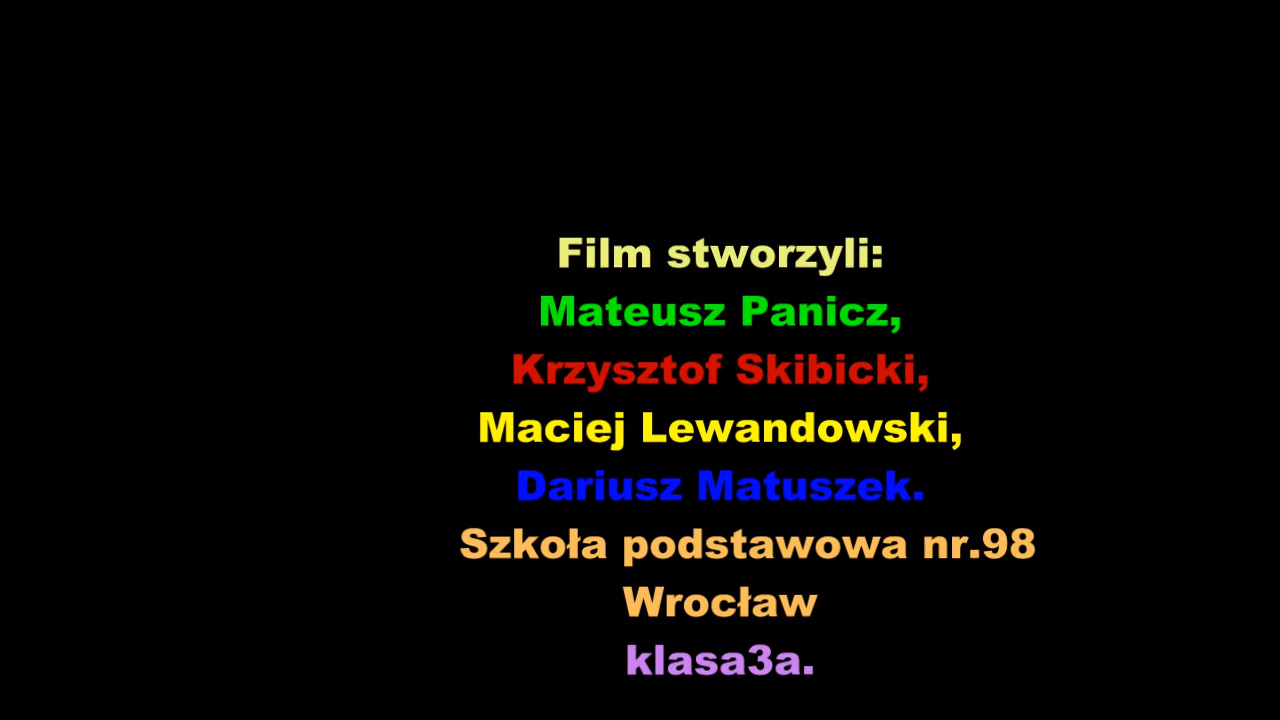 Film stworzyli:
Mateusz Panicz,
Krzysztof Skibicki,
Maciej Lewandowski,
Dariusz Matuszek.
Szkoła podstawowa nr.98
Wrocław
klasa3a.